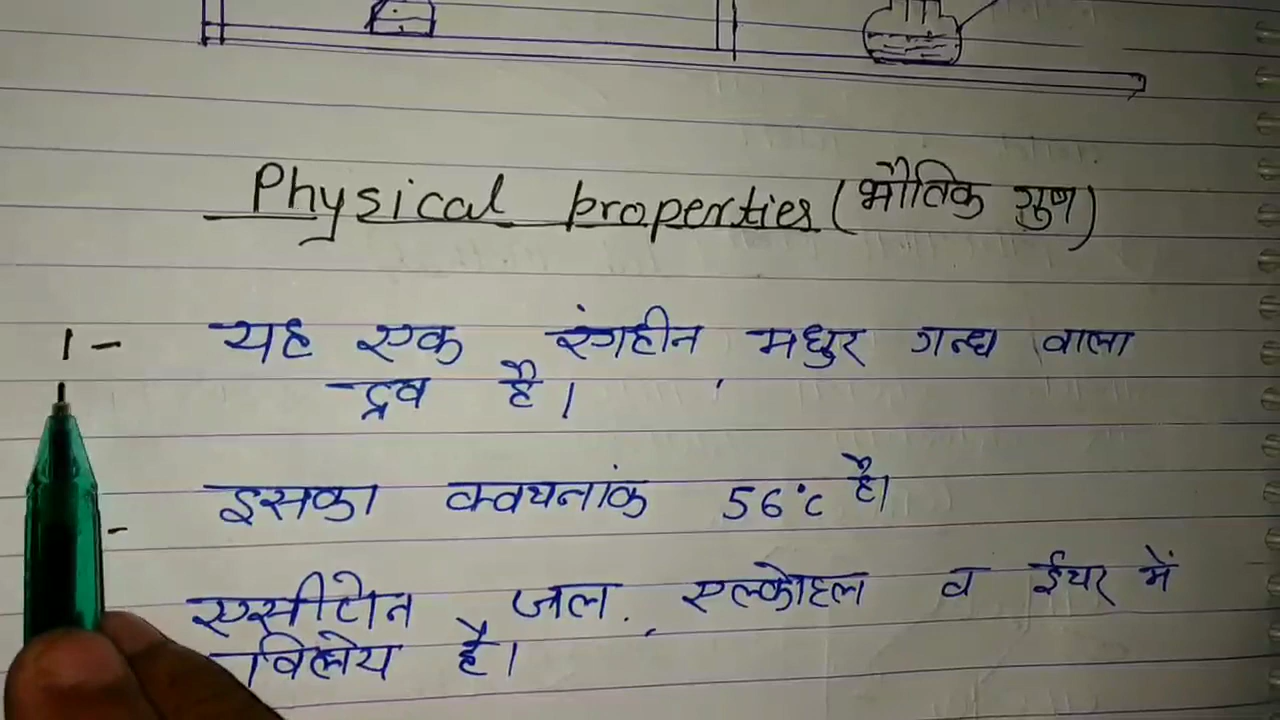 Physical properties (भौतिक गुण)
1 - यह एक रंगहीन, मधुर गन्ध वाला
द्रव है।
- इसका क्वथनांक 56°C है।
एसीटोन जल, एल्कोहल व ईथर में
विलेय है।